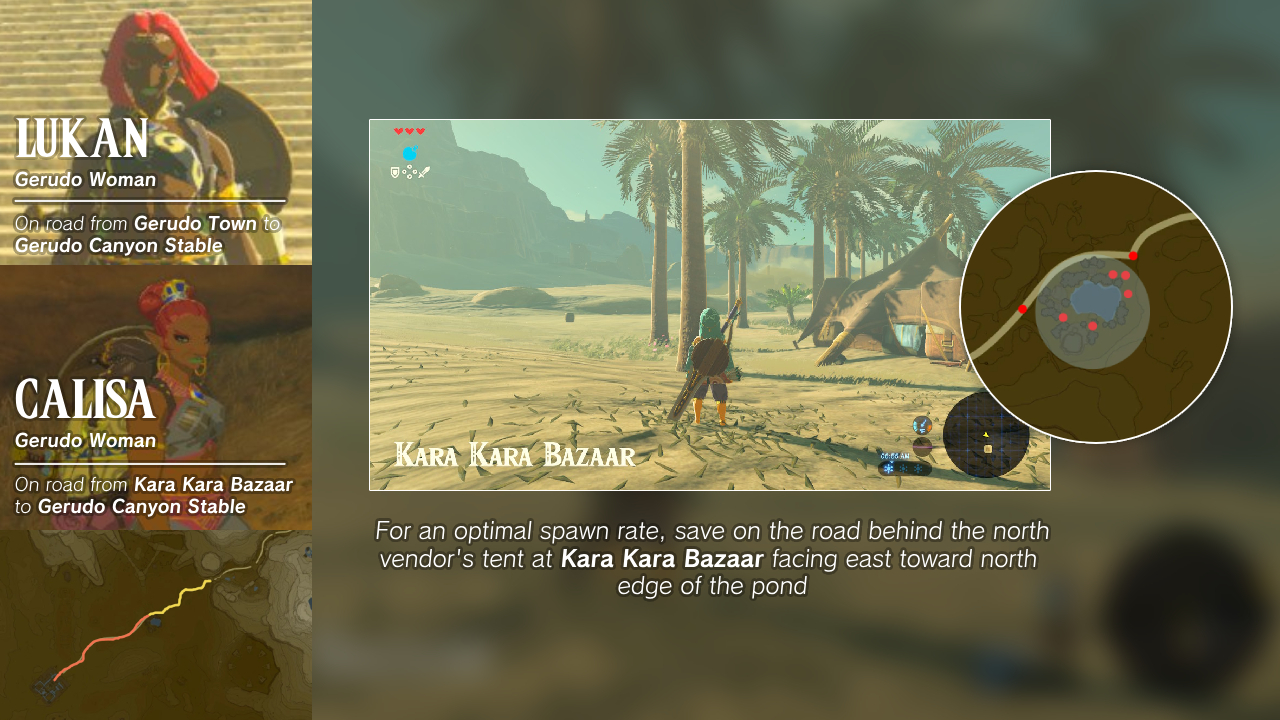 LUKAN
Gerudo Woman
On road from Gerudo Town to
Gerudo Canyon Stable
CALISA
Gerudo Woman
On road from Kara Kara Bazaar
to Gerudo Canyon Stable
KARA KARA BAZAAR
For an optimal spawn rate, save on the road behind the north
vendor's tent at Kara Kara Bazaar facing east toward north
edge of the pond